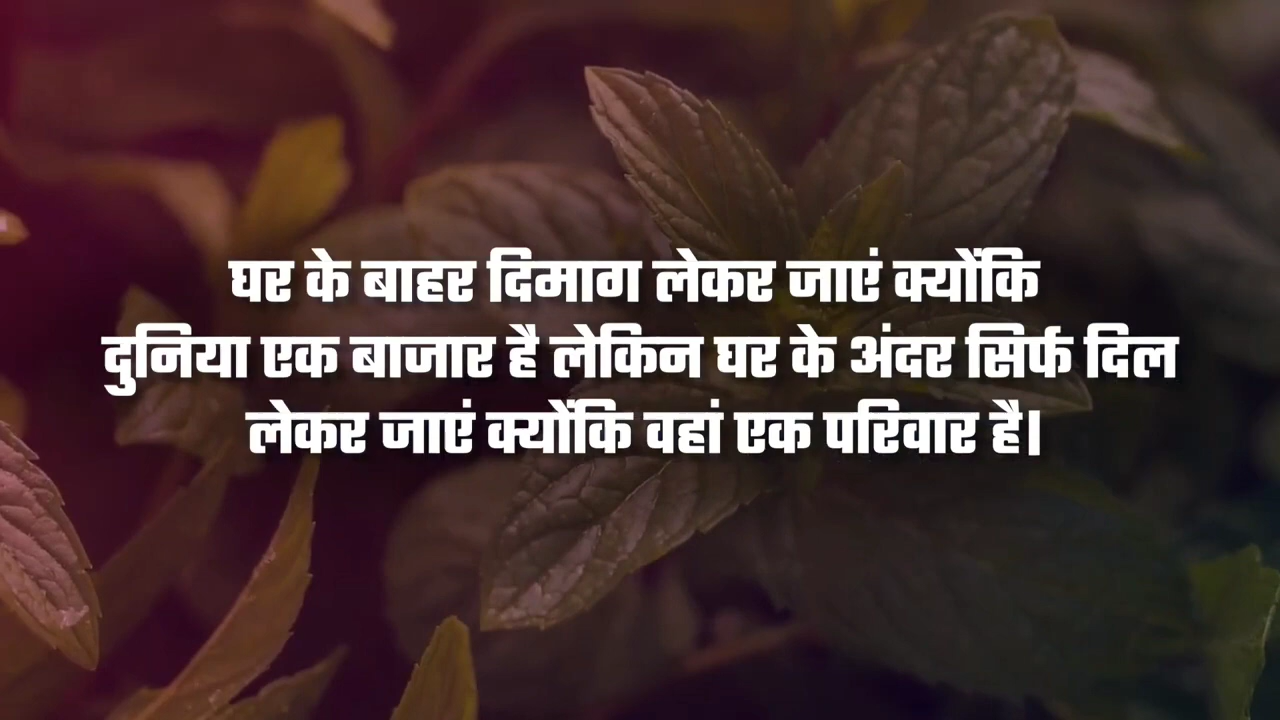 घर के बाहर दिमाग लेकर जाएं क्योंकि
दुनिया एक बाजार है लेकिन घर के अंदर सिर्फ दिल
लेकर जाएं क्योंकि वहां एक परिवार है।